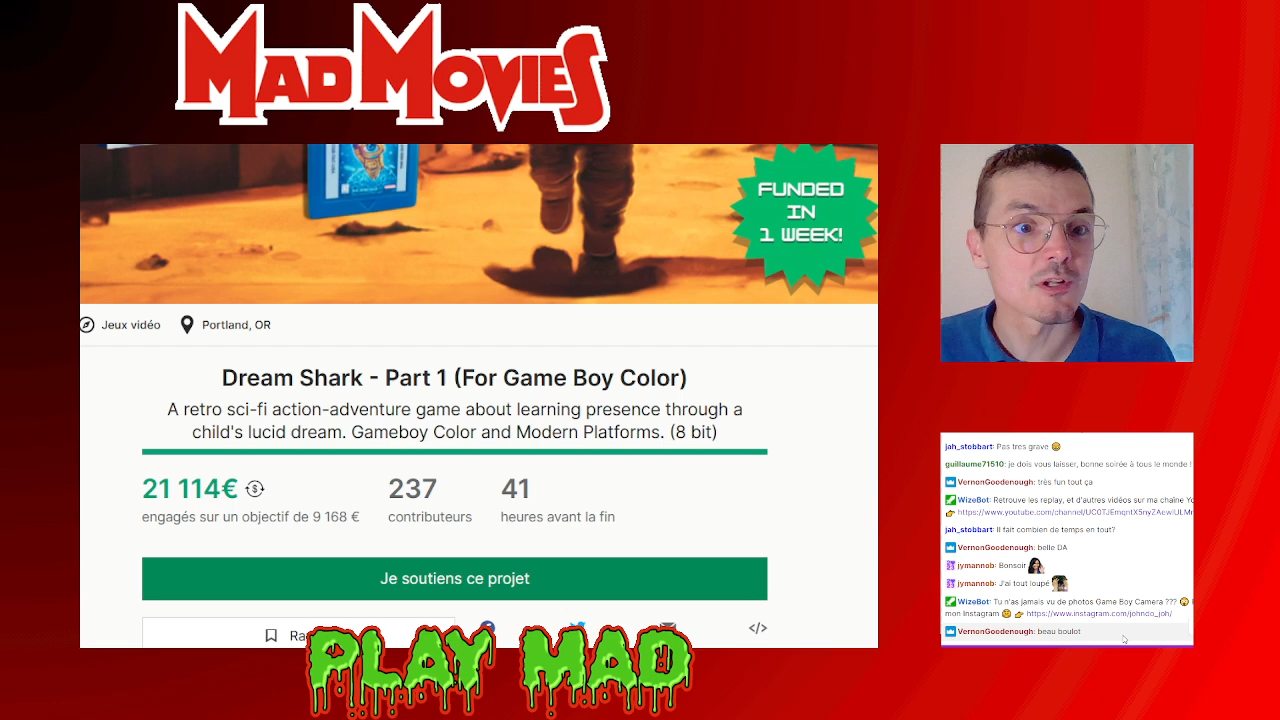 MAD MOVIES
FUNDED
IN
1 WEEK!
Jeux vidéo
Portland, OR
Dream Shark - Part 1 (For Game Boy Color)
A retro sci-fi action-adventure game about learning presence through a
child's lucid dream. Gameboy Color and Modern Platforms. (8 bit)
21 114€
237
41
engagés sur un objectif de 9 168 €
contributeurs
heures avant la fin
Je soutiens ce projet
Ra
</>
PLAY MAD
jah_stobbart: Pas tres grave
guillaume71510: je dois vous laisser, bonne soirée à tous le monde !
VernonGoodenough: très fun tout ça
WizeBot: Retrouve les replay, et d'autres vidéos sur ma chaîne Yo
jah_stobbart: Il fait combien de temps en tout?
VernonGoodenough: belle DA
jymannob: Bonsoir
jymannob: J'ai tout loupé
WizeBot: Tu n'as jamais vu de photos Game Boy Camera ???
mon Instagram https://www.instagram.com/johndo_joh/
VernonGoodenough: beau boulot